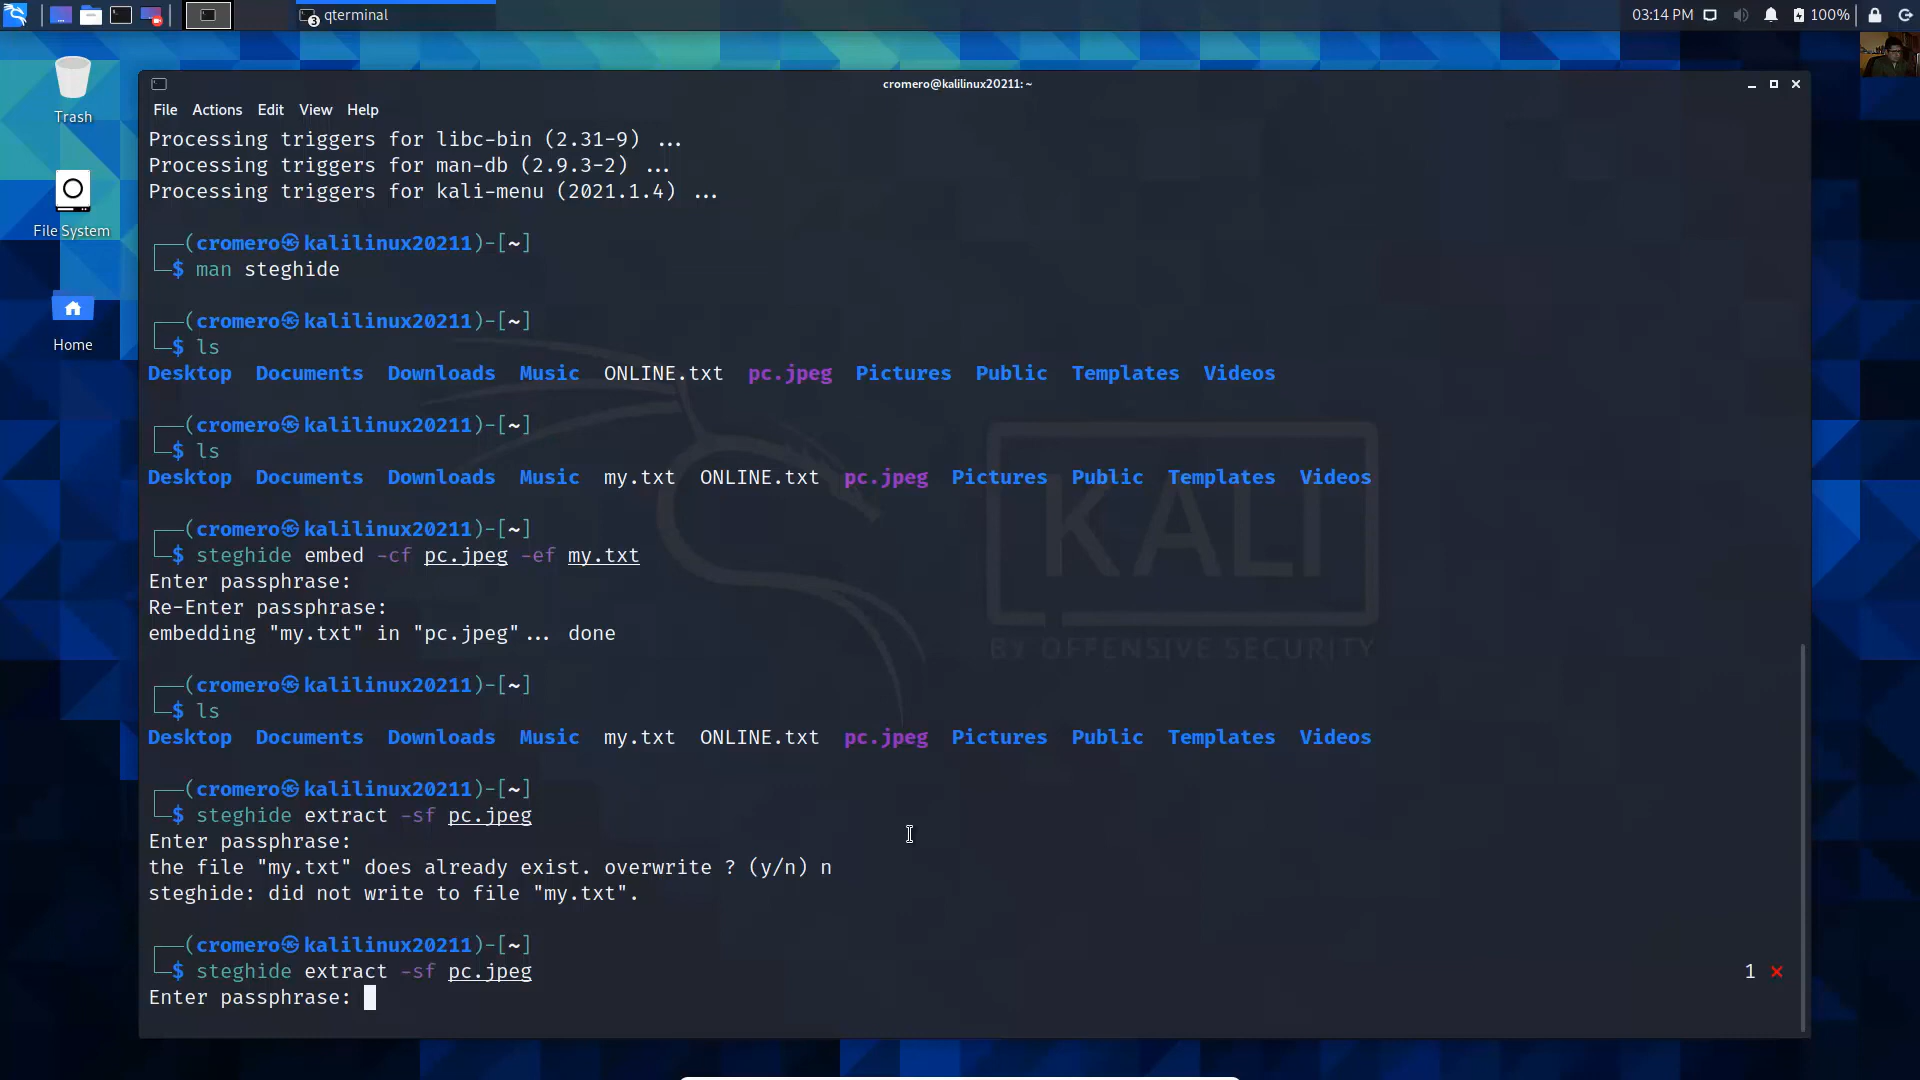 qterminal
3
03:14 PM
100%
Trash
File System
Home
cromero@kalilinux20211: ~
File Actions Edit View Help
Processing triggers for libc-bin (2.31-9) ...
Processing triggers for man-db (2.9.3-2) ...
Processing triggers for kali-menu (2021.1.4) ...
┌──(cromero㉿kalilinux20211)-[~]
└─$ man steghide
┌──(cromero㉿kalilinux20211)-[~]
└─$ ls
Desktop Documents Downloads Music ONLINE.txt pc.jpeg Pictures Public Templates Videos
┌──(cromero㉿kalilinux20211)-[~]
└─$ ls
Desktop Documents Downloads Music my.txt ONLINE.txt pc.jpeg Pictures Public Templates Videos
┌──(cromero㉿kalilinux20211)-[~]
└─$ steghide embed -cf pc.jpeg -ef my.txt
Enter passphrase:
Re-Enter passphrase:
embedding "my.txt" in "pc.jpeg"... done
┌──(cromero㉿kalilinux20211)-[~]
└─$ ls
Desktop Documents Downloads Music my.txt ONLINE.txt pc.jpeg Pictures Public Templates Videos
┌──(cromero㉿kalilinux20211)-[~]
└─$ steghide extract -sf pc.jpeg
Enter passphrase:
the file "my.txt" does already exist. overwrite ? (y/n) n
steghide: did not write to file "my.txt".
┌──(cromero㉿kalilinux20211)-[~]
└─$ steghide extract -sf pc.jpeg 1 ⨯
Enter passphrase:
KALI
BY OFFENSIVE SECURITY